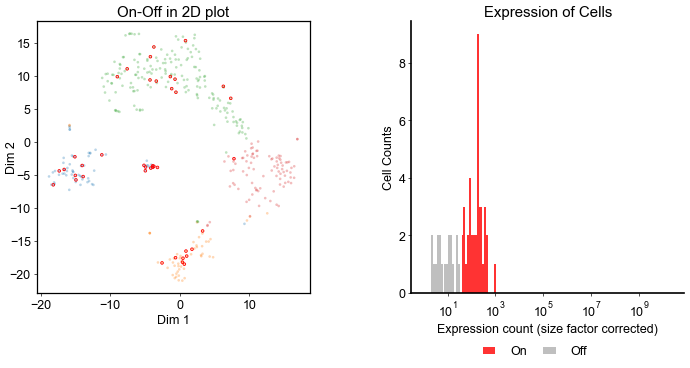 On-Off in 2D plot
Dim 2
15
10
5
0
−5
−10
−15
−20
−20
−10
0
10
Dim 1
Expression of Cells
Cell Counts
8
6
4
2
0
10^1
10^3
10^5
10^7
10^9
Expression count (size factor corrected)
On
Off